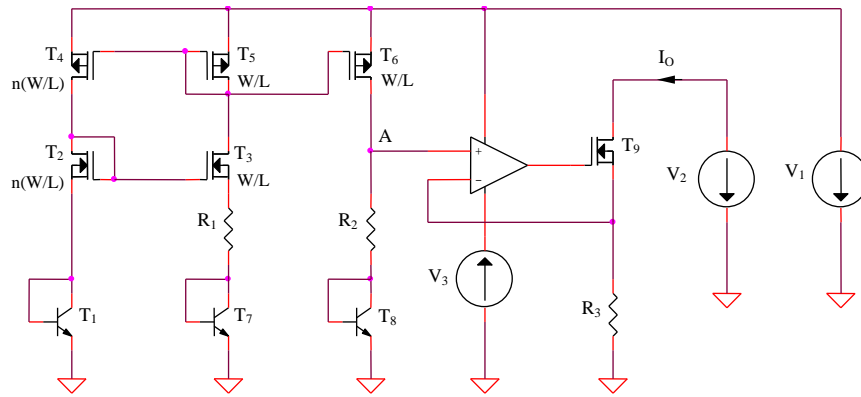 T4
T5
T6
n(W/L)
W/L
W/L
IO
A
T2
T3
n(W/L)
W/L
+
−
T9
V2
V1
R1
R2
V3
R3
T1
T7
T8